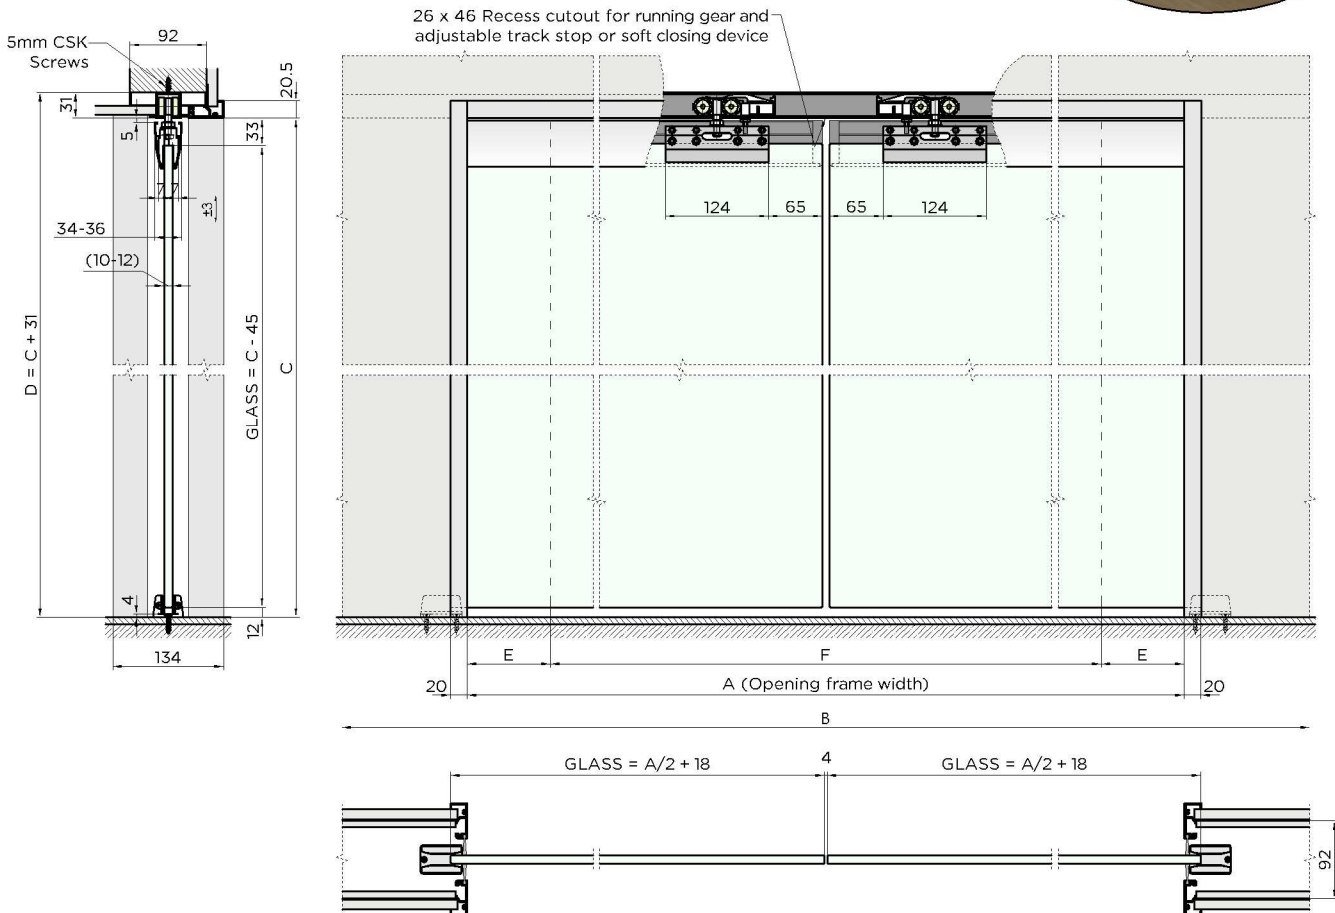 26 x 46 Recess cutout for running gear and
adjustable track stop or soft closing device
5mm CSK
Screws
92
31
5
20.5
33
77
±3
34-36
(10-12)
124
65
65
124
D = C + 31
GLASS = C - 45
C
4
12
134
E
F
E
20
A (Opening frame width)
20
B
GLASS = A/2 + 18
4
GLASS = A/2 + 18
92